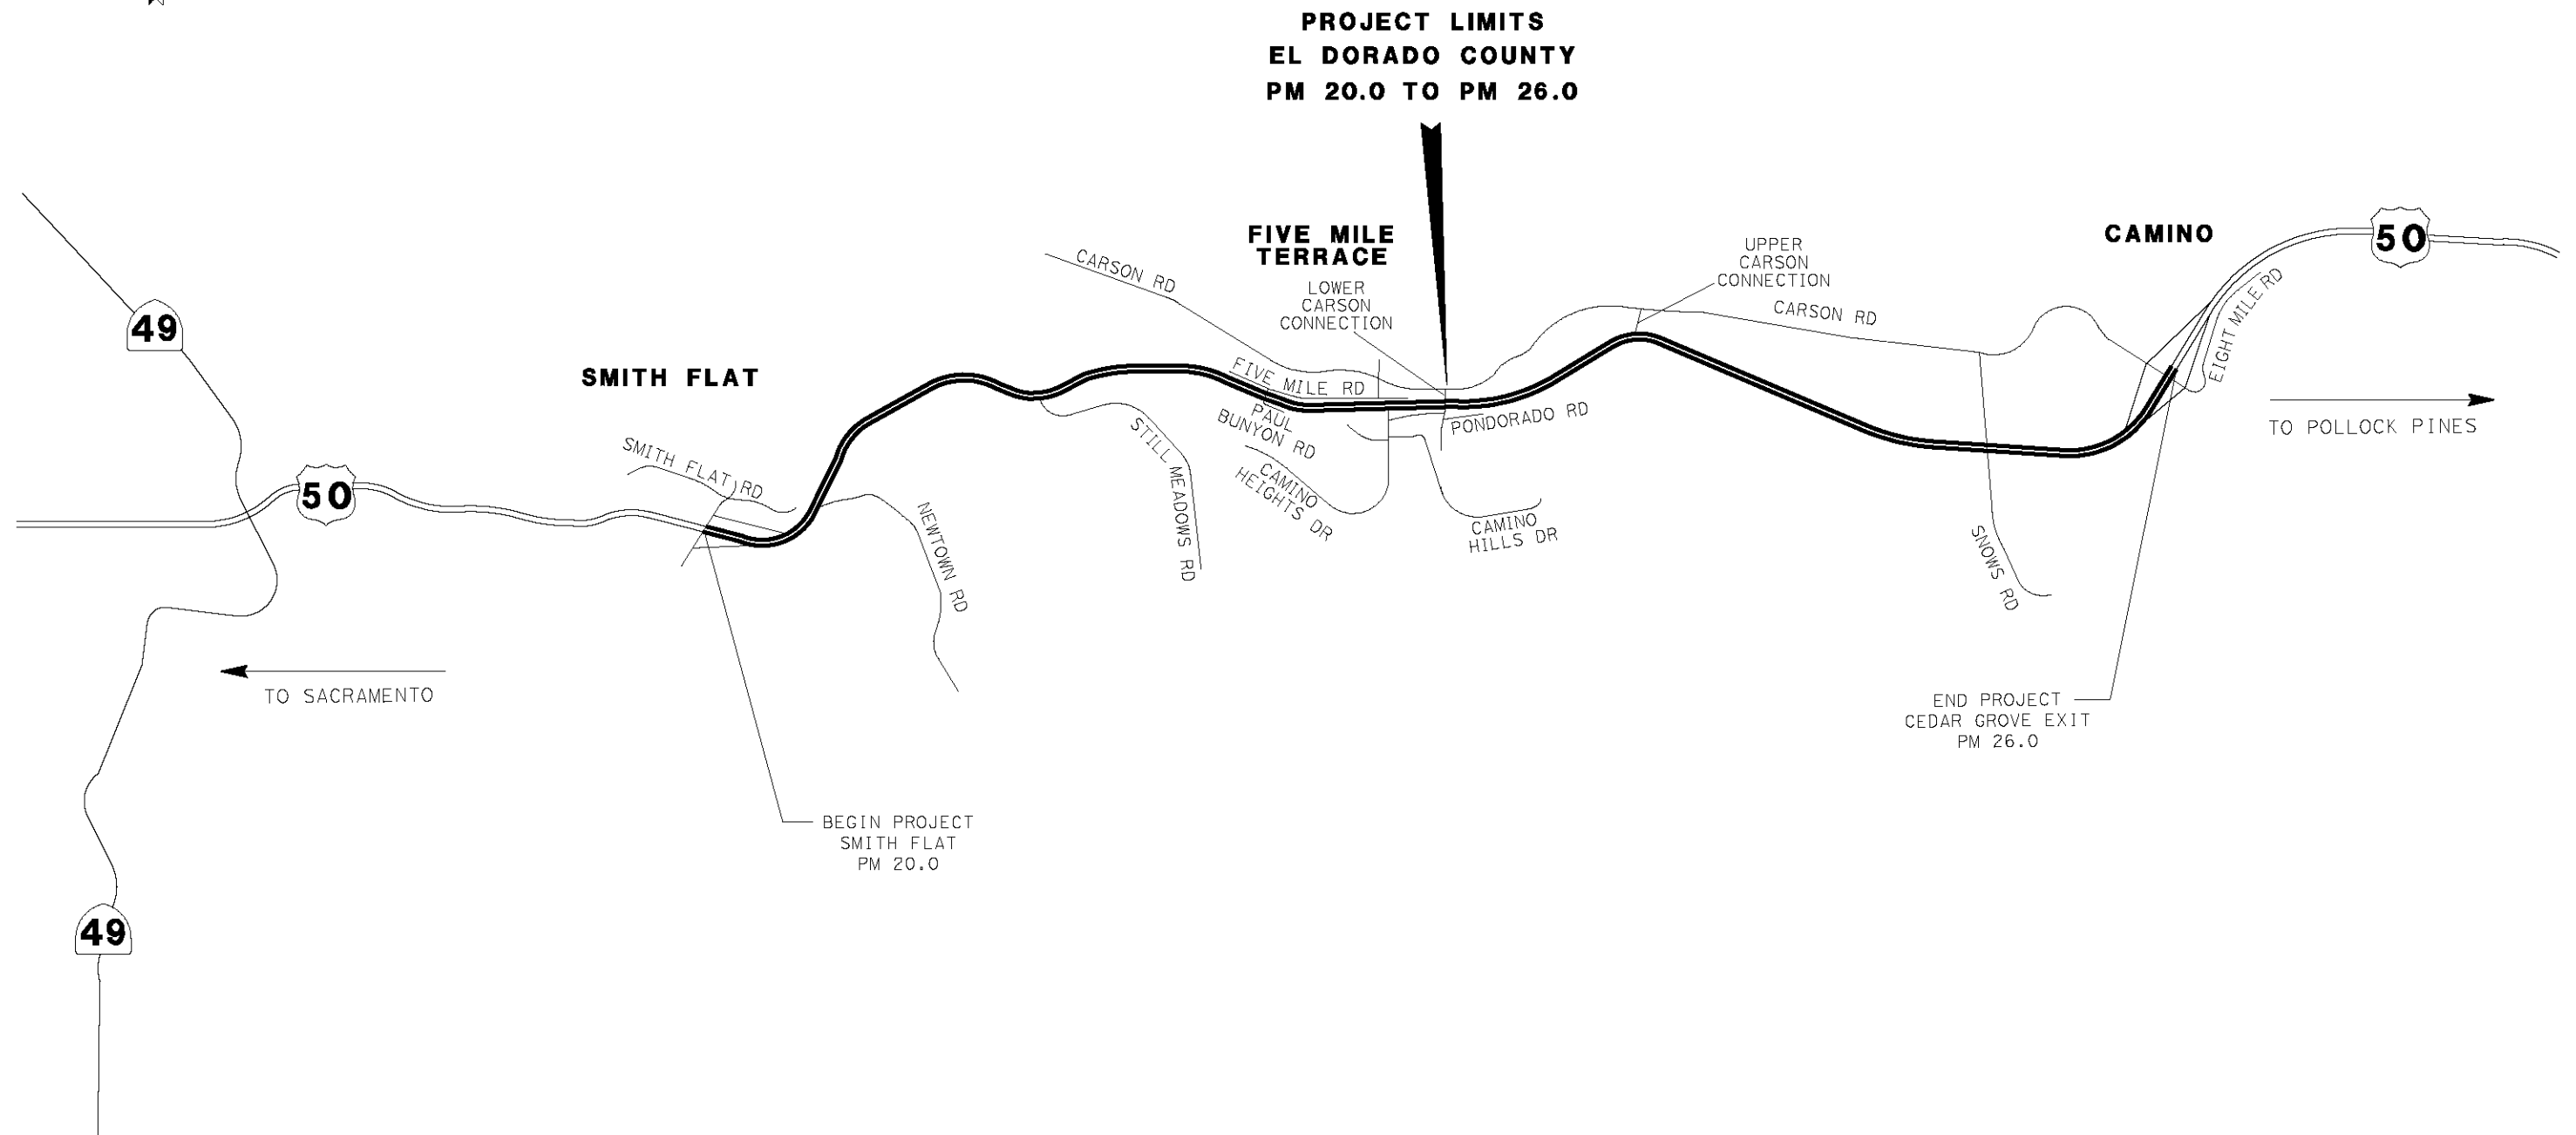 PROJECT LIMITS
EL DORADO COUNTY
PM 20.0 TO PM 26.0
FIVE MILE
TERRACE
CAMINO
50
UPPER
CARSON
CONNECTION
CARSON RD
LOWER
CARSON
CONNECTION
CARSON RD
EIGHT MILE RD
49
SMITH FLAT
FIVE MILE RD
PAUL
BUNYON RD
PONDORADO RD
TO POLLOCK PINES
SMITH FLAT RD
STILL MEADOWS RD
CAMINO
HEIGHTS DR
CAMINO
HILLS DR
50
NEWTOWN RD
SNOWS RD
TO SACRAMENTO
END PROJECT
CEDAR GROVE EXIT
PM 26.0
BEGIN PROJECT
SMITH FLAT
PM 20.0
49